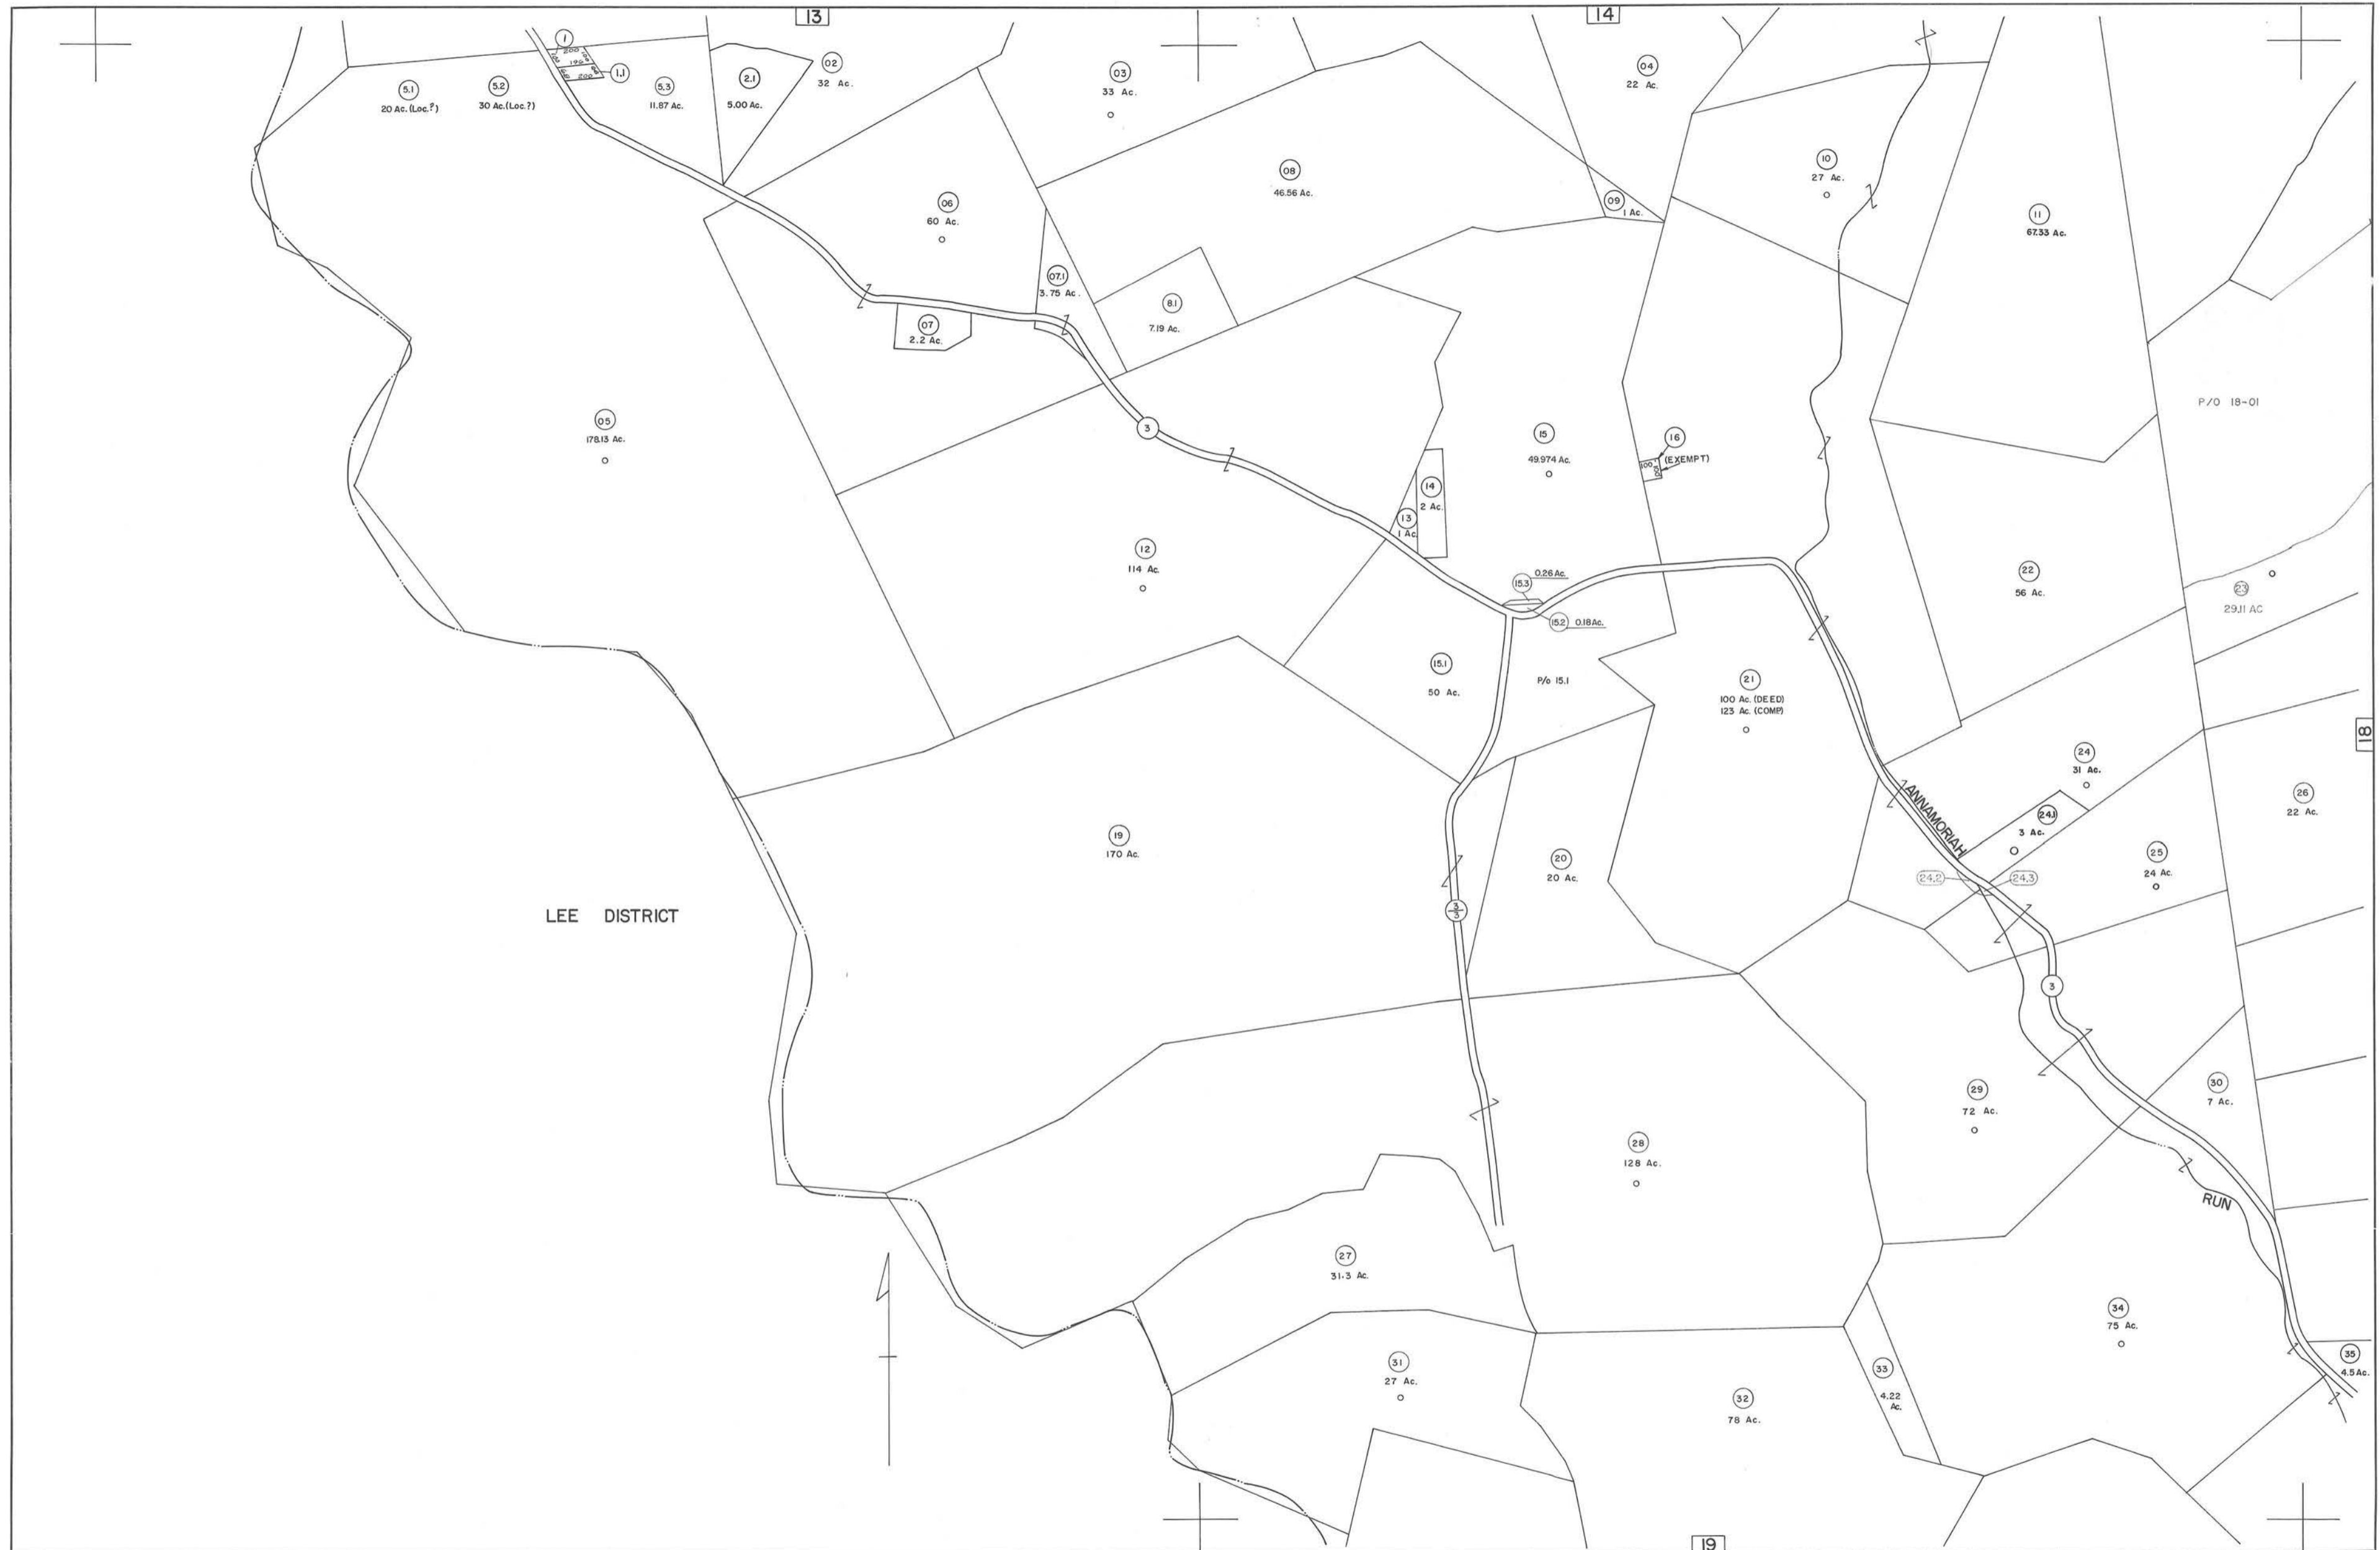 13
14
1
200
190
200
1.1
5.1
20 Ac.(Loc.?)
5.2
30 Ac.(Loc.?)
5.3
11.87 Ac.
2.1
5.00 Ac.
02
32 Ac.
03
33 Ac.
04
22 Ac.
08
46.56 Ac.
10
27 Ac.
06
60 Ac.
09
1 Ac.
11
67.33 Ac.
07.1
3.75 Ac.
8.1
7.19 Ac.
07
2.2 Ac.
P/O 18-01
05
178.13 Ac.
3
15
49.974 Ac.
16
(EXEMPT)
100
100
14
2 Ac.
13
1 Ac.
12
114 Ac.
22
56 Ac.
15.3
0.26 Ac.
15.2
0.18 Ac.
23
29.11 AC
15.1
50 Ac.
P/o 15.1
21
100 Ac. (DEED)
123 Ac. (COMP)
18
24
31 Ac.
26
22 Ac.
ANNAMORIAH
24.1
3 Ac.
19
170 Ac.
20
20 Ac.
25
24 Ac.
24.2
24.3
LEE DISTRICT
3
3
3
29
72 Ac.
30
7 Ac.
28
128 Ac.
RUN
27
31.3 Ac.
34
75 Ac.
31
27 Ac.
33
4.22
Ac.
35
4.5 Ac.
32
78 Ac.
19